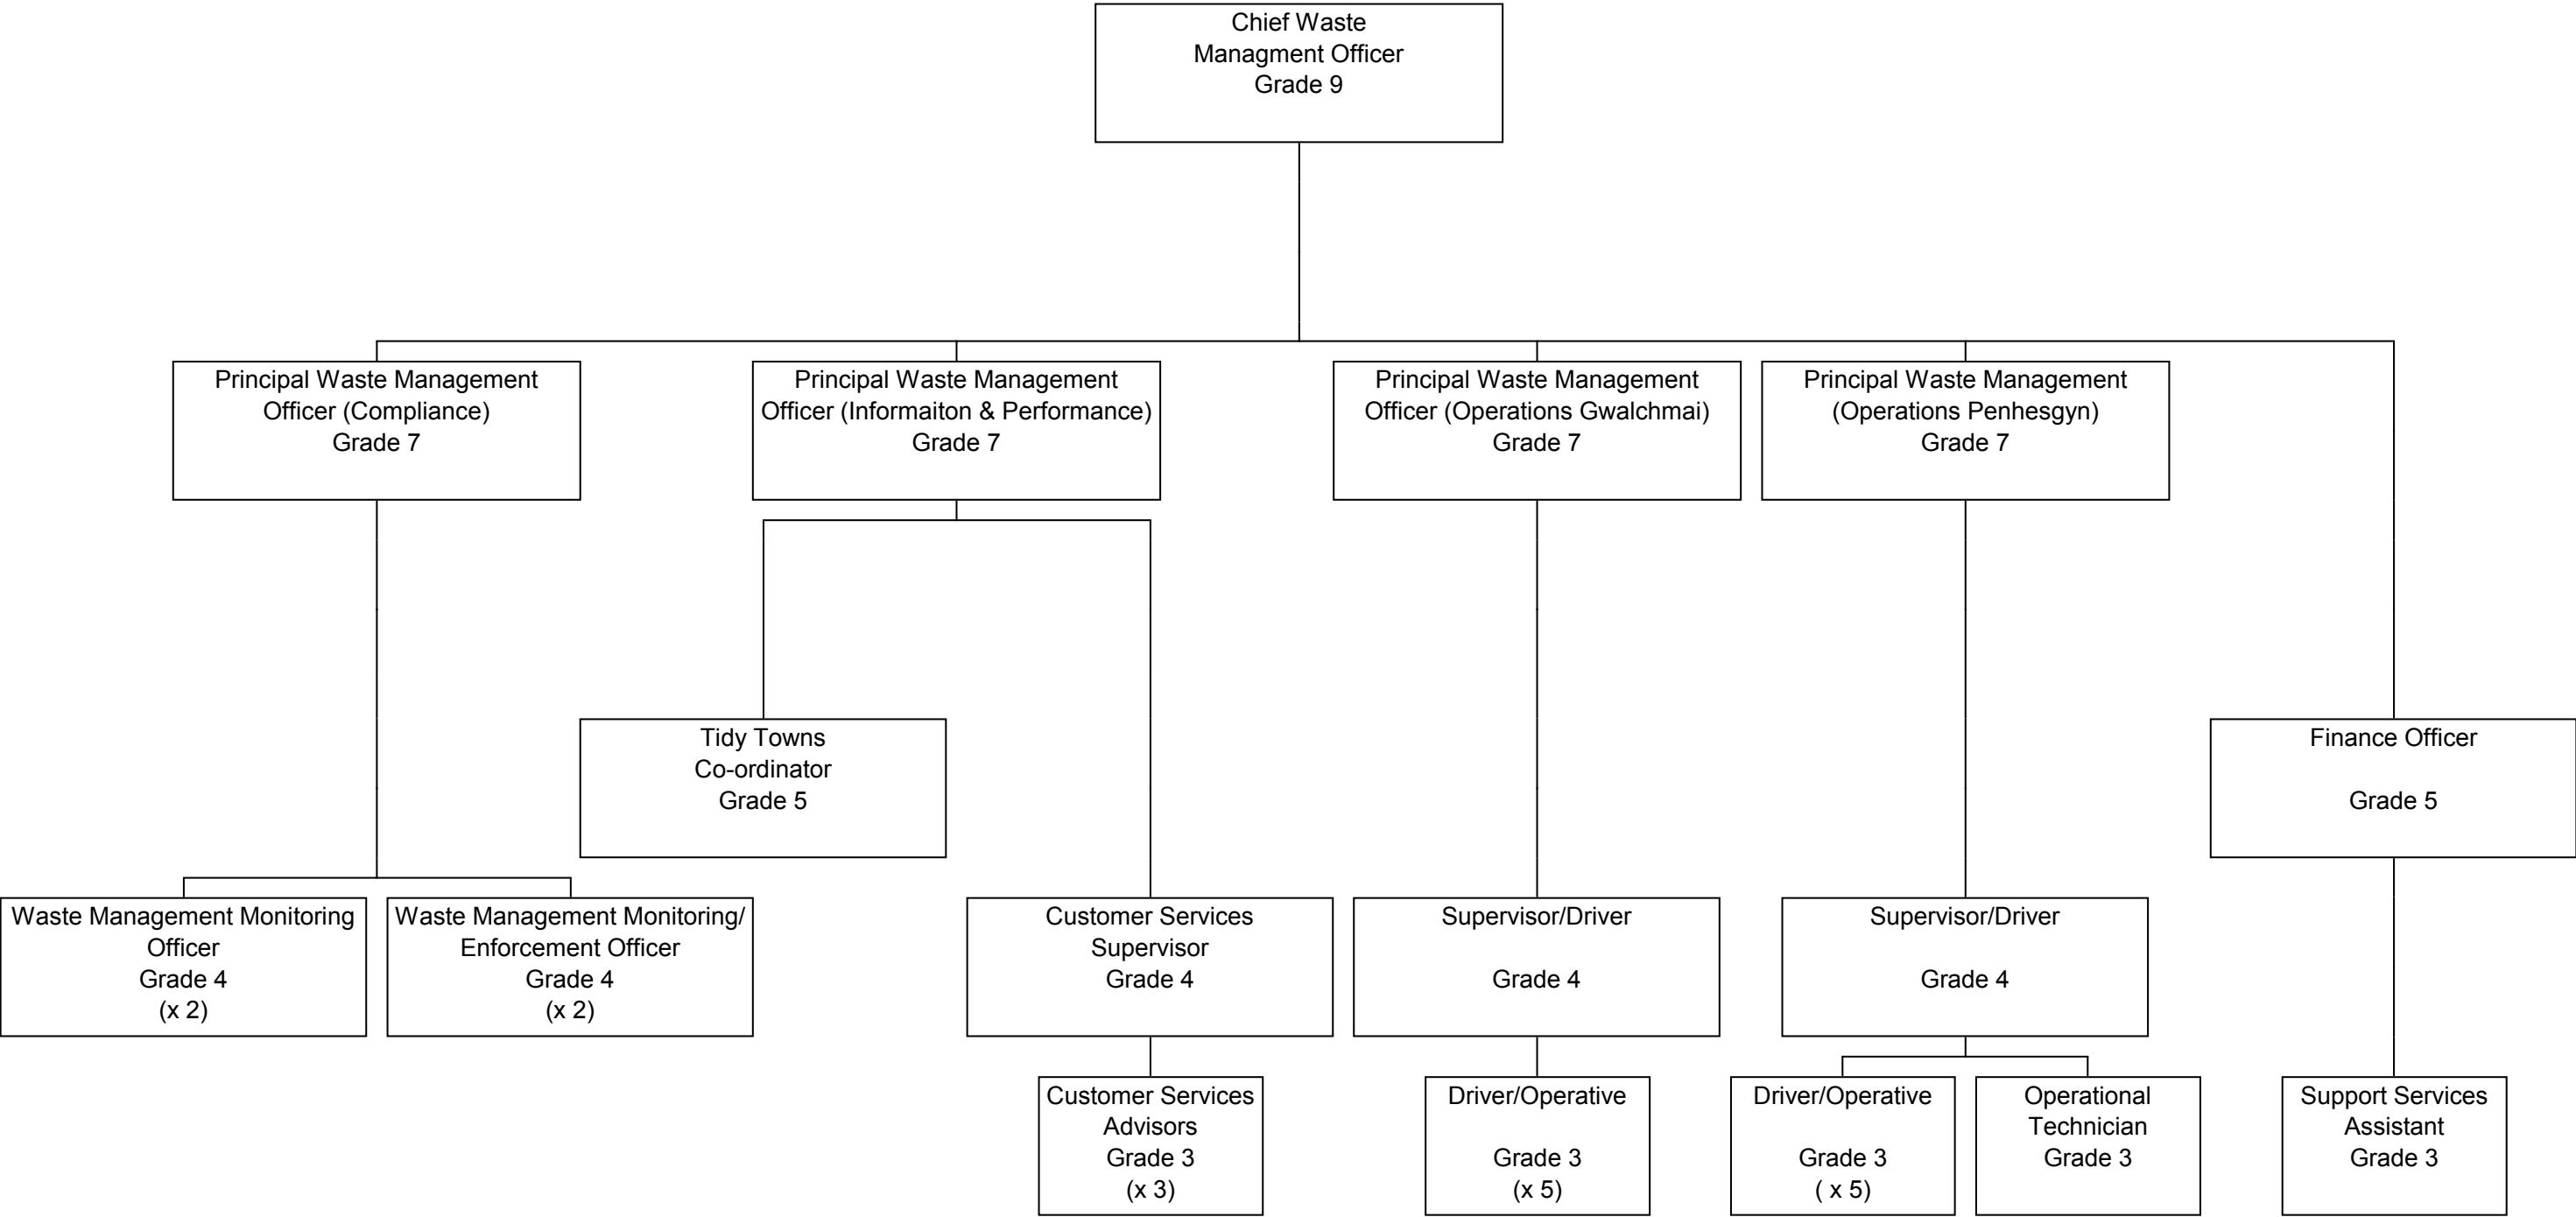 Chief Waste
Managment Officer
Grade 9
Principal Waste Management
Officer (Compliance)
Grade 7
Principal Waste Management
Officer (Informaiton & Performance)
Grade 7
Principal Waste Management
Officer (Operations Gwalchmai)
Grade 7
Principal Waste Management
(Operations Penhesgyn)
Grade 7
Tidy Towns
Co-ordinator
Grade 5
Finance Officer
Grade 5
Waste Management Monitoring
Officer
Grade 4
(x 2)
Waste Management Monitoring/
Enforcement Officer
Grade 4
(x 2)
Customer Services
Supervisor
Grade 4
Supervisor/Driver
Grade 4
Supervisor/Driver
Grade 4
Customer Services
Advisors
Grade 3
(x 3)
Driver/Operative
Grade 3
(x 5)
Driver/Operative
Grade 3
( x 5)
Operational
Technician
Grade 3
Support Services
Assistant
Grade 3